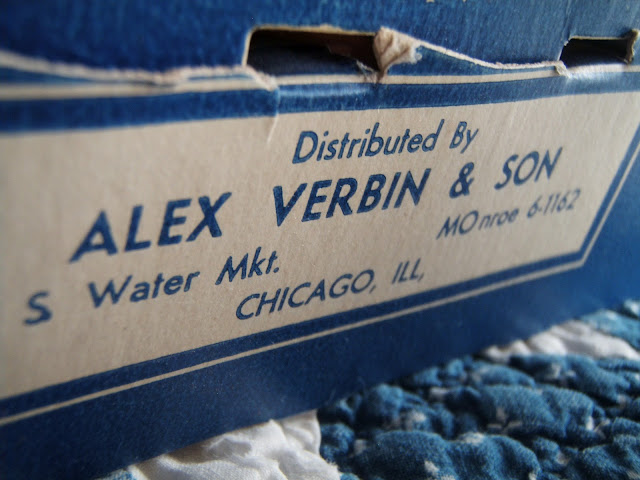 Distributed By
ALEX VERBIN & SON
S Water Mkt. MOnroe 6-1162
CHICAGO, ILL,